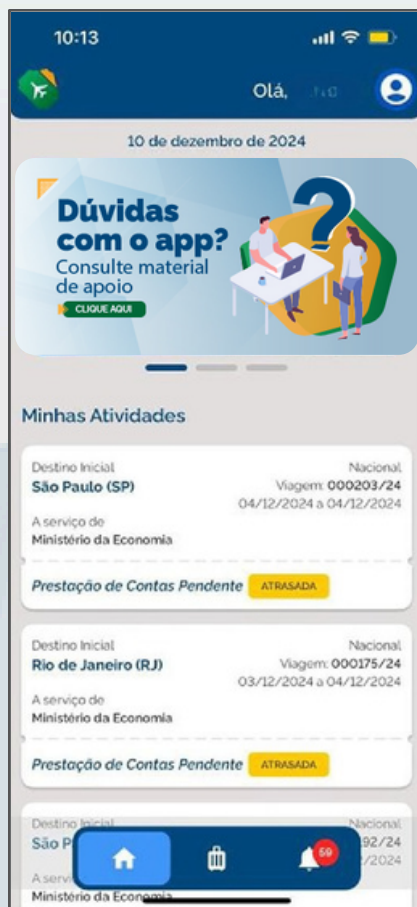 10:13
Olá,
10 de dezembro de 2024
Dúvidas
com o app?
Consulte material
de apoio
CLIQUE AQUI
Minhas Atividades
Destino Inicial Nacional
São Paulo (SP) Viagem: 000203/24
04/12/2024 a 04/12/2024
A serviço de
Ministério da Economia
Prestação de Contas Pendente ATRASADA
Destino Inicial Nacional
Rio de Janeiro (RJ) Viagem: 000175/24
03/12/2024 a 04/12/2024
A serviço de
Ministério da Economia
Prestação de Contas Pendente ATRASADA
Destino Inicial Nacional
São 92/24
/2024
59
Ministério da Economia